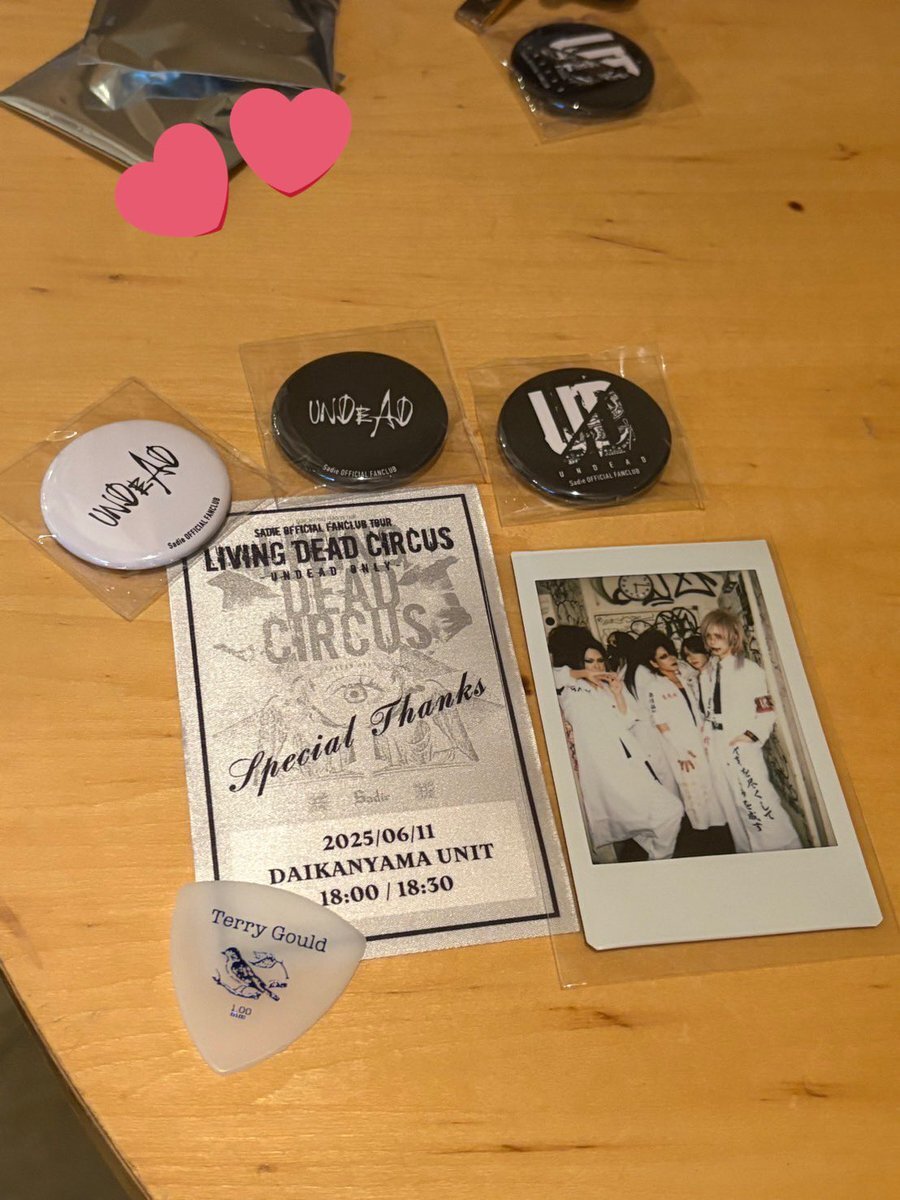 UNDEAD
Sadie OFFICIAL FANCLUB
UNDEAD
Sadie OFFICIAL FANCLUB
UD
UNDEAD
Sadie OFFICIAL FANCLUB
SADIE OFFICIAL FANCLUB TOUR
LIVING DEAD CIRCUS
-UNDEAD ONLY-
DEAD
CIRCUS
Special Thanks
Sadie
2025/06/11
DAIKANYAMA UNIT
18:00 / 18:30
Terry Gould
1.00